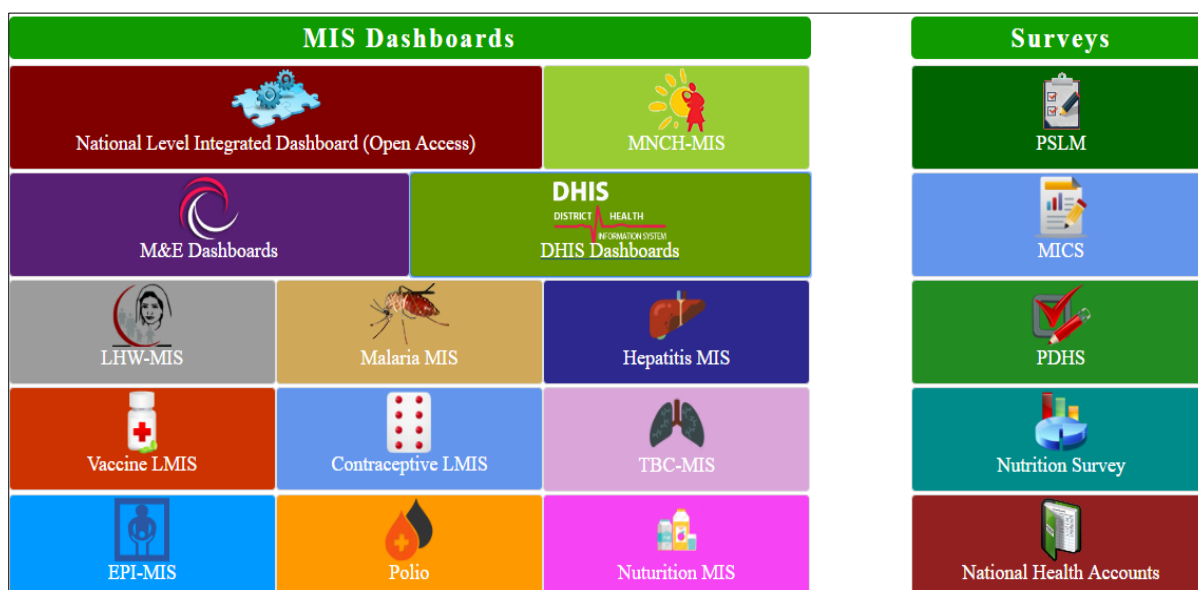 MIS Dashboards
Surveys
National Level Integrated Dashboard (Open Access)
MNCH-MIS
PSLM
M&E Dashboards
DHIS
DISTRICT HEALTH
INFORMATION SYSTEM
DHIS Dashboards
MICS
LHW-MIS
Malaria MIS
Hepatitis MIS
PDHS
Vaccine LMIS
Contraceptive LMIS
TBC-MIS
Nutrition Survey
EPI-MIS
Polio
Nuturition MIS
National Health Accounts